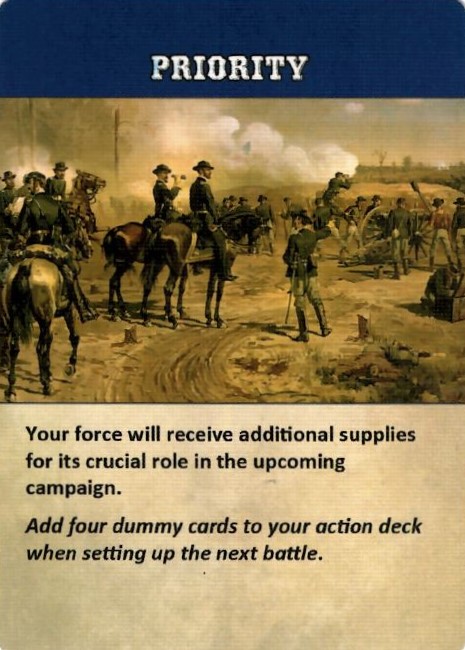 PRIORITY
Your force will receive additional supplies
for its crucial role in the upcoming
campaign.
Add four dummy cards to your action deck
when setting up the next battle.